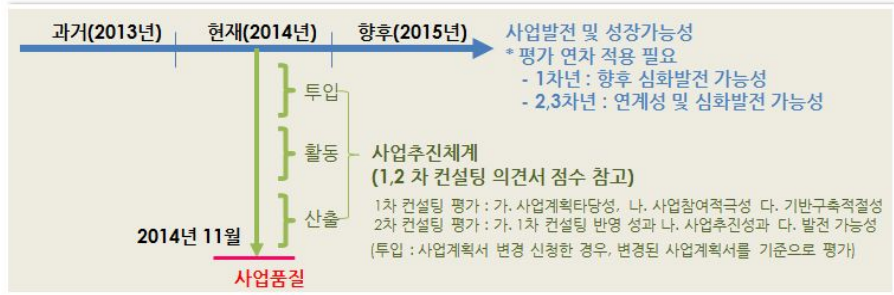 과거(2013년) 현재(2014년) 향후(2015년)
사업발전 및 성장가능성
* 평가 연차 적용 필요
- 1차년 : 향후 심화발전 가능성
- 2,3차년 : 연계성 및 심화발전 가능성
투입
활동
산출
사업추진체계
(1,2 차 컨설팅 의견서 점수 참고)
1차 컨설팅 평가 : 가. 사업계획타당성, 나. 사업참여적극성 다. 기반구축적절성
2차 컨설팅 평가 : 가. 1차 컨설팅 반영 성과 나. 사업추진성과 다. 발전 가능성
(투입 : 사업계획서 변경 신청한 경우, 변경된 사업계획서를 기준으로 평가)
2014년 11월
사업품질